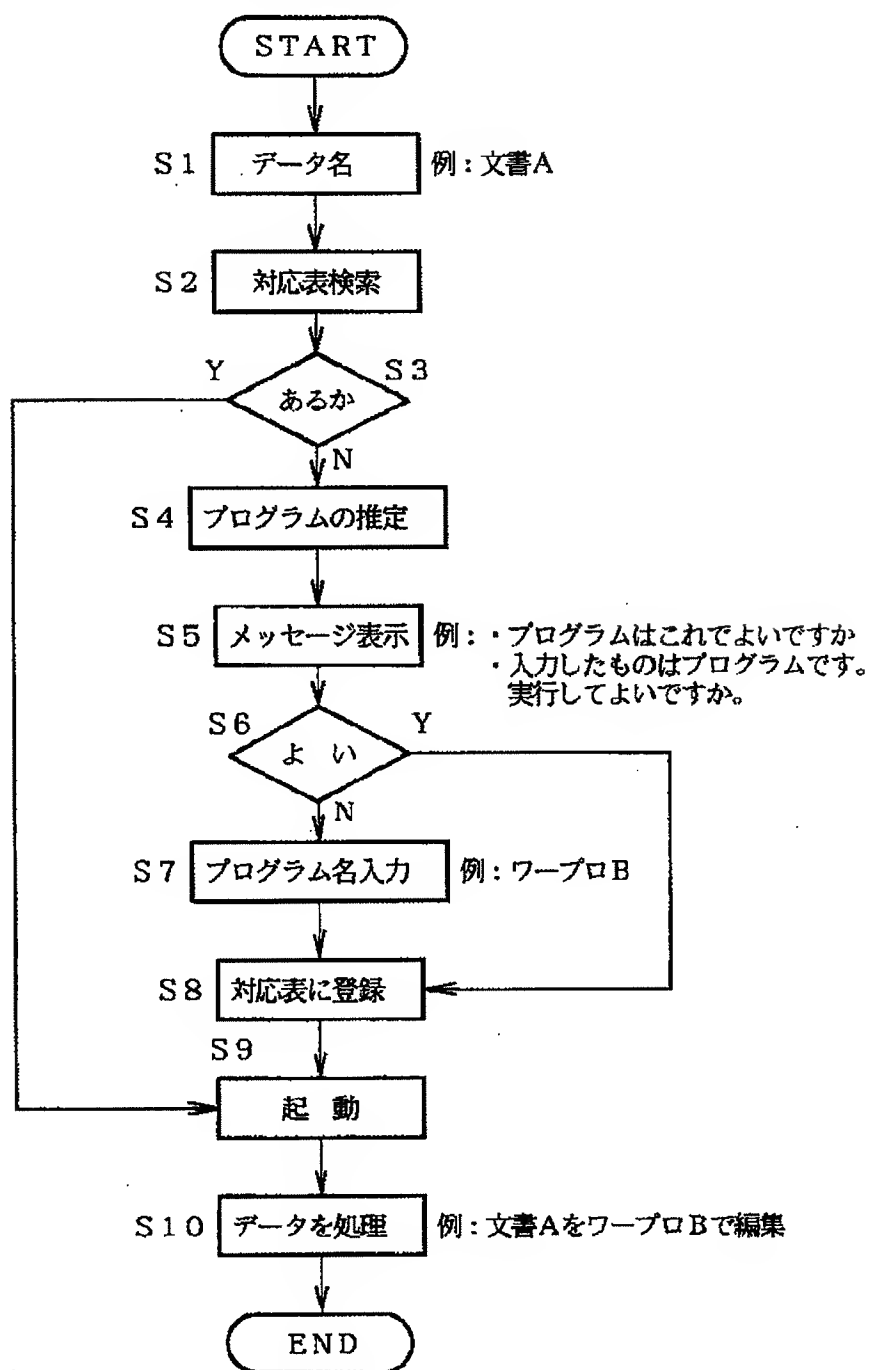 START
S1 データ名 例：文書A
S2 対応表検索
Y S3
あるか
N
S4 プログラムの推定
S5 メッセージ表示 例：・プログラムはこれでよいですか
・入力したものはプログラムです。
実行してよいですか。
S6 Y
よ い
N
S7 プログラム名入力 例：ワープロB
S8 対応表に登録
S9
起 動
S10 データを処理 例：文書AをワープロBで編集
END